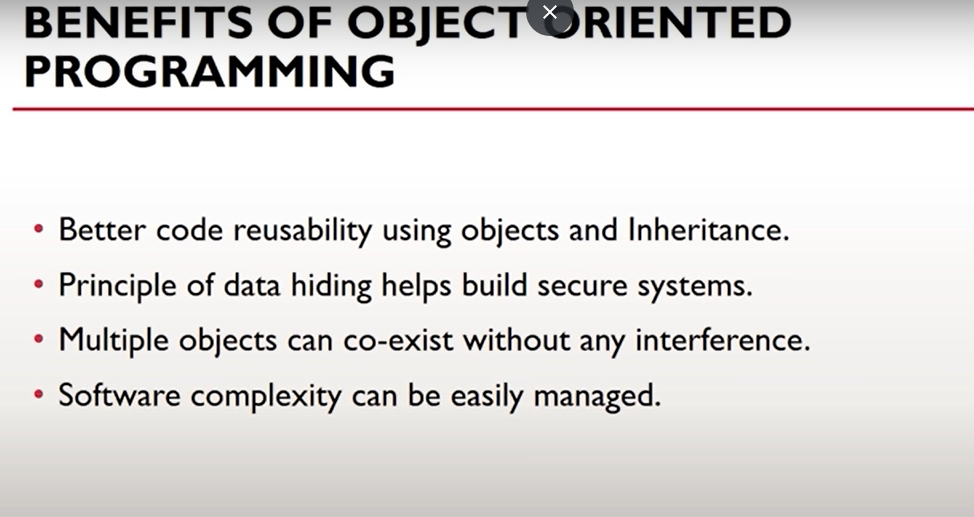 BENEFITS OF OBJECT ORIENTED
PROGRAMMING
• Better code reusability using objects and Inheritance.
• Principle of data hiding helps build secure systems.
• Multiple objects can co-exist without any interference.
• Software complexity can be easily managed.